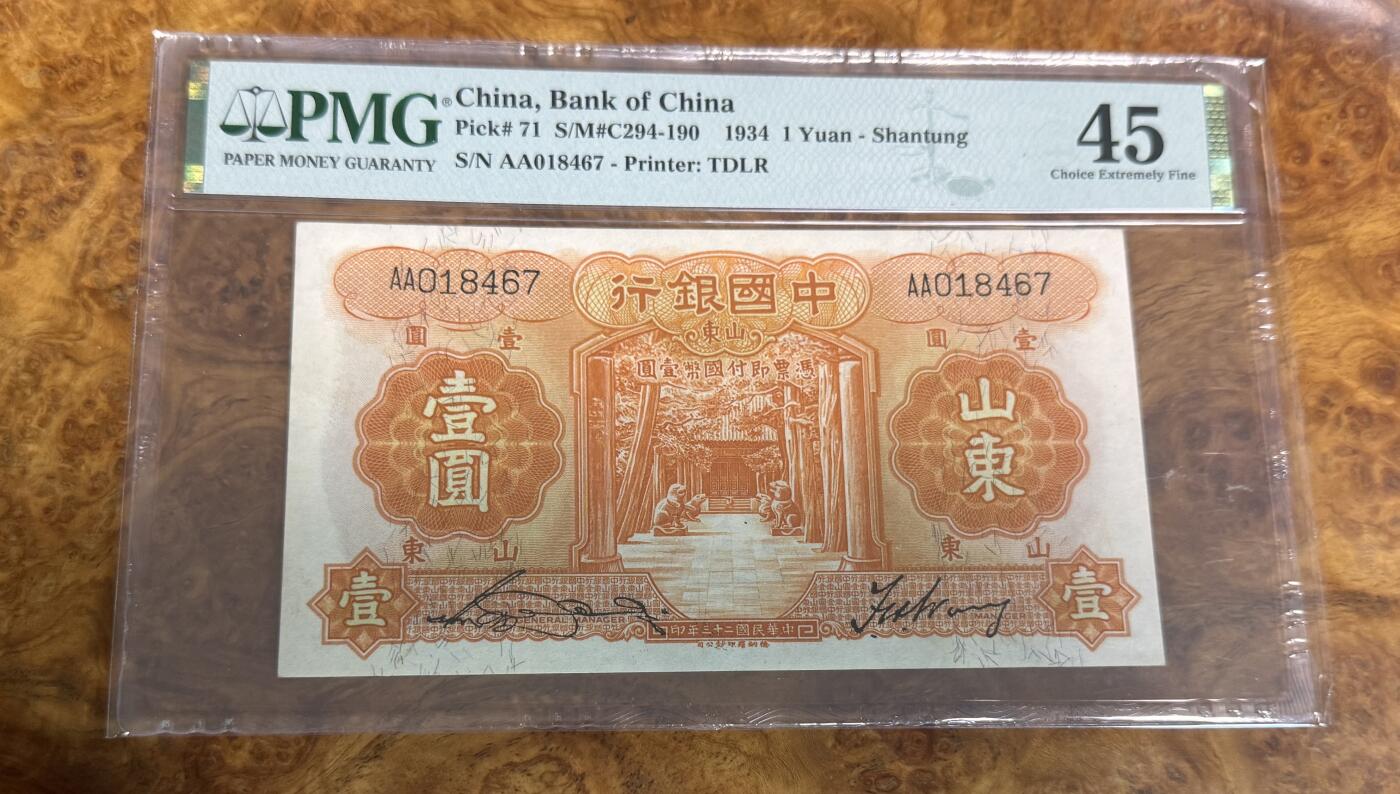 PMG®
PAPER MONEY GUARANTY
China, Bank of China
Pick# 71 S/M#C294-190 1934 1 Yuan - Shantung
S/N AA018467 - Printer: TDLR
45
Choice Extremely Fine
AA018467
中國銀行
AA018467
山東
壹圓
壹圓
憑票即付國幣壹圓
壹圓
山東
山東
山東
壹
壹
GENERAL MANAGER
MANAGER
中華民國二十三年印